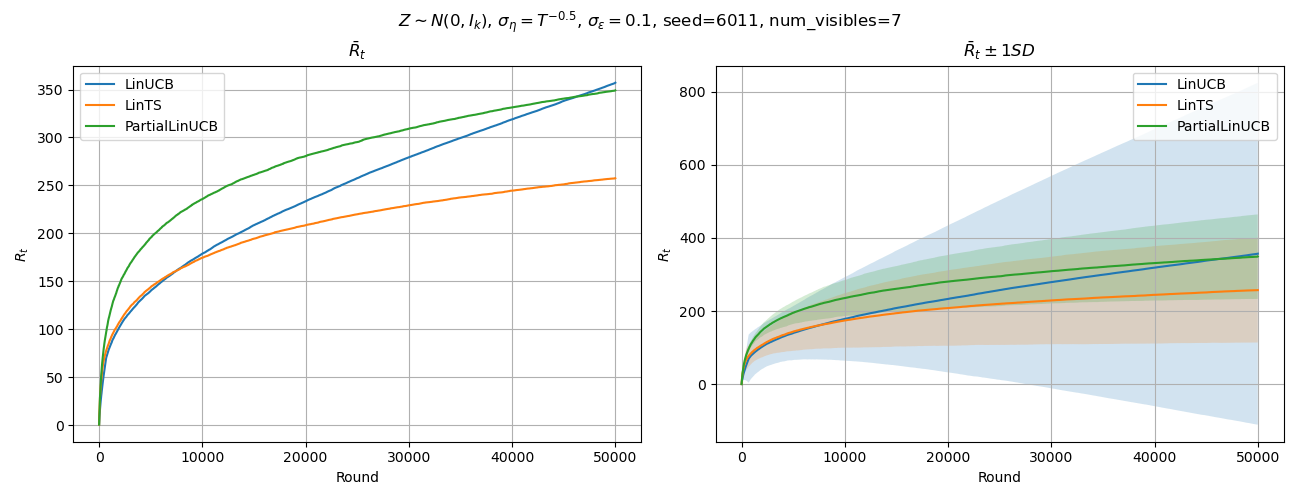 Z ∼ N(0, I_k), σ_η = T^{−0.5}, σ_ε = 0.1, seed=6011, num_visibles=7
R̄_t
R_t
350
300
250
200
150
100
50
0
LinUCB
LinTS
PartialLinUCB
0 10000 20000 30000 40000 50000
Round
R̄_t ± 1SD
R_t
800
600
400
200
0
LinUCB
LinTS
PartialLinUCB
0 10000 20000 30000 40000 50000
Round